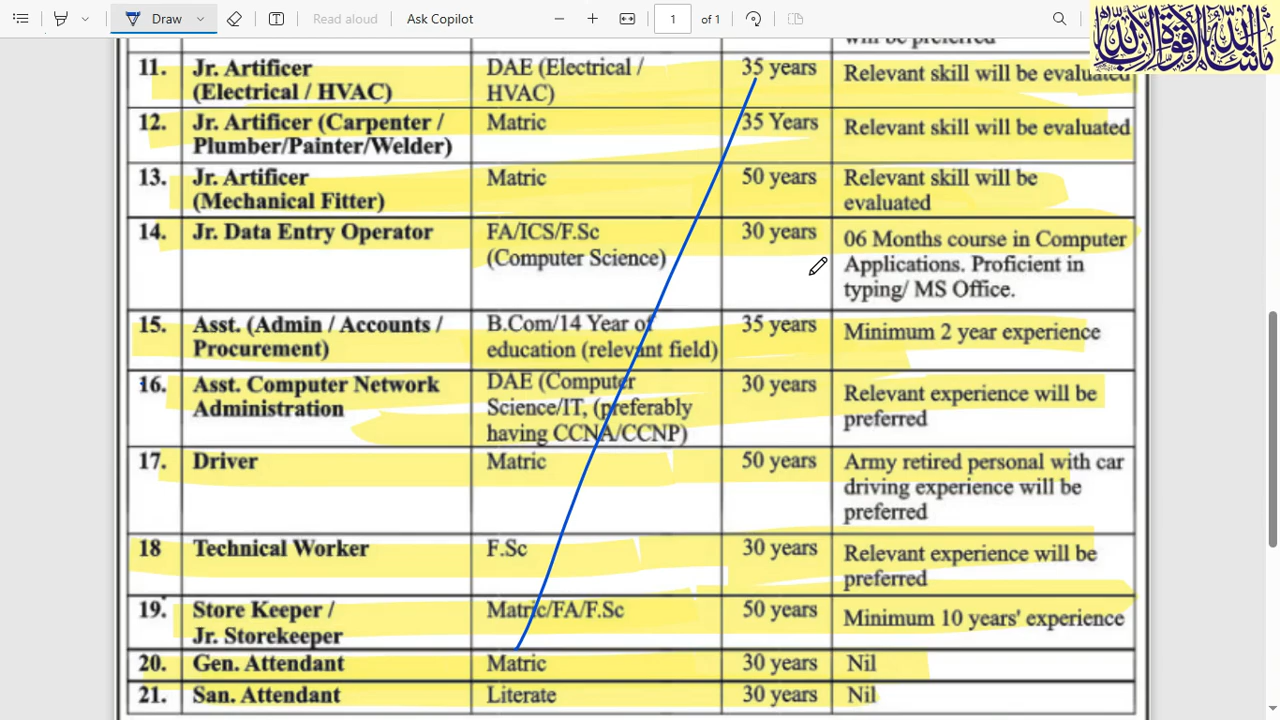 Draw
Read aloud
Ask Copilot
1 of 1
ماشاءاللہ لاقوۃ الاباللہ
will be preferred
11. Jr. Artificer (Electrical / HVAC) DAE (Electrical / HVAC) 35 years Relevant skill will be evaluated
12. Jr. Artificer (Carpenter / Plumber/Painter/Welder) Matric 35 Years Relevant skill will be evaluated
13. Jr. Artificer (Mechanical Fitter) Matric 50 years Relevant skill will be evaluated
14. Jr. Data Entry Operator FA/ICS/F.Sc (Computer Science) 30 years 06 Months course in Computer Applications. Proficient in typing/ MS Office.
15. Asst. (Admin / Accounts / Procurement) B.Com/14 Year of education (relevant field) 35 years Minimum 2 year experience
16. Asst. Computer Network Administration DAE (Computer Science/IT, (preferably having CCNA/CCNP) 30 years Relevant experience will be preferred
17. Driver Matric 50 years Army retired personal with car driving experience will be preferred
18 Technical Worker F.Sc 30 years Relevant experience will be preferred
19. Store Keeper / Jr. Storekeeper Matric/FA/F.Sc 50 years Minimum 10 years' experience
20. Gen. Attendant Matric 30 years Nil
21. San. Attendant Literate 30 years Nil